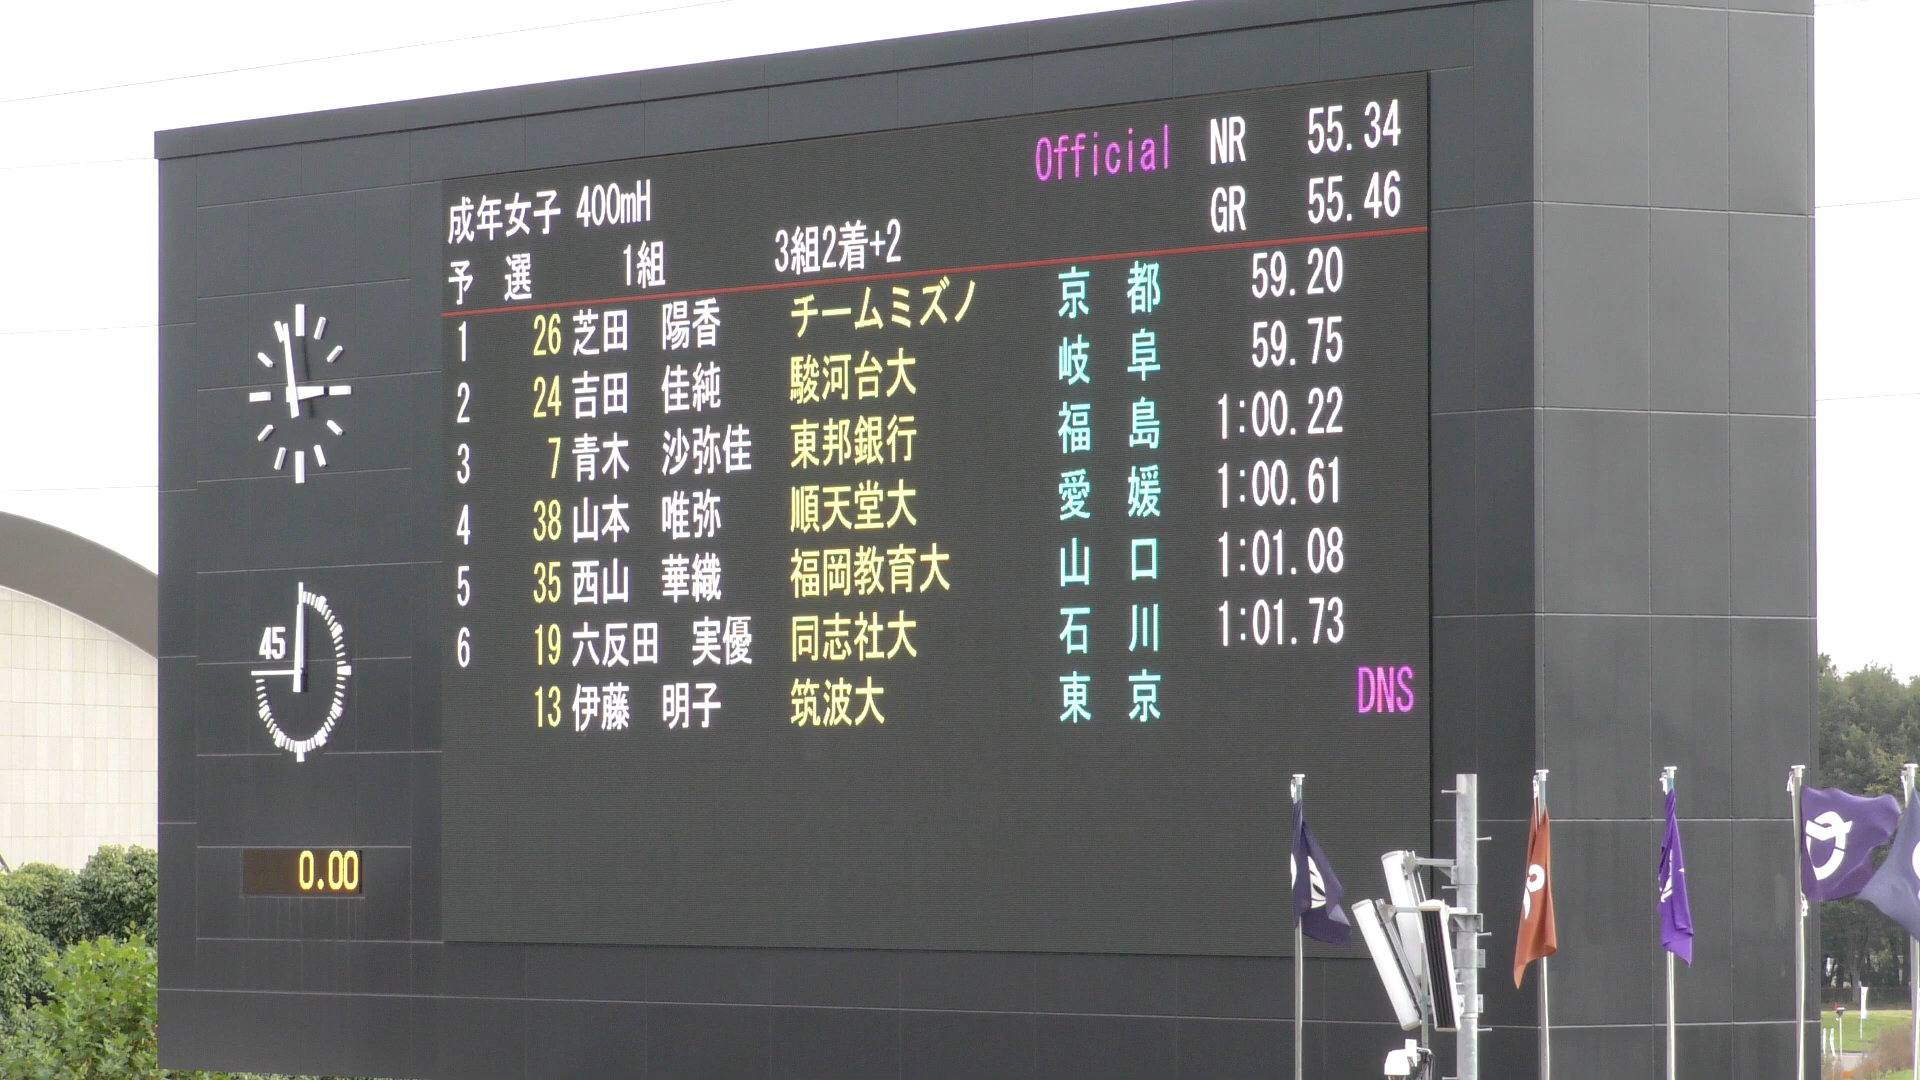 Official NR 55.34
成年女子 400mH GR 55.46
予 選 1組 3組2着+2
1 26 芝田 陽香 チームミズノ 京 都 59.20
2 24 吉田 佳純 駿河台大 岐 阜 59.75
3 7 青木 沙弥佳 東邦銀行 福 島 1:00.22
4 38 山本 唯弥 順天堂大 愛 媛 1:00.61
5 35 西山 華織 福岡教育大 山 口 1:01.08
6 19 六反田 実優 同志社大 石 川 1:01.73
13 伊藤 明子 筑波大 東 京 DNS
45
0.00